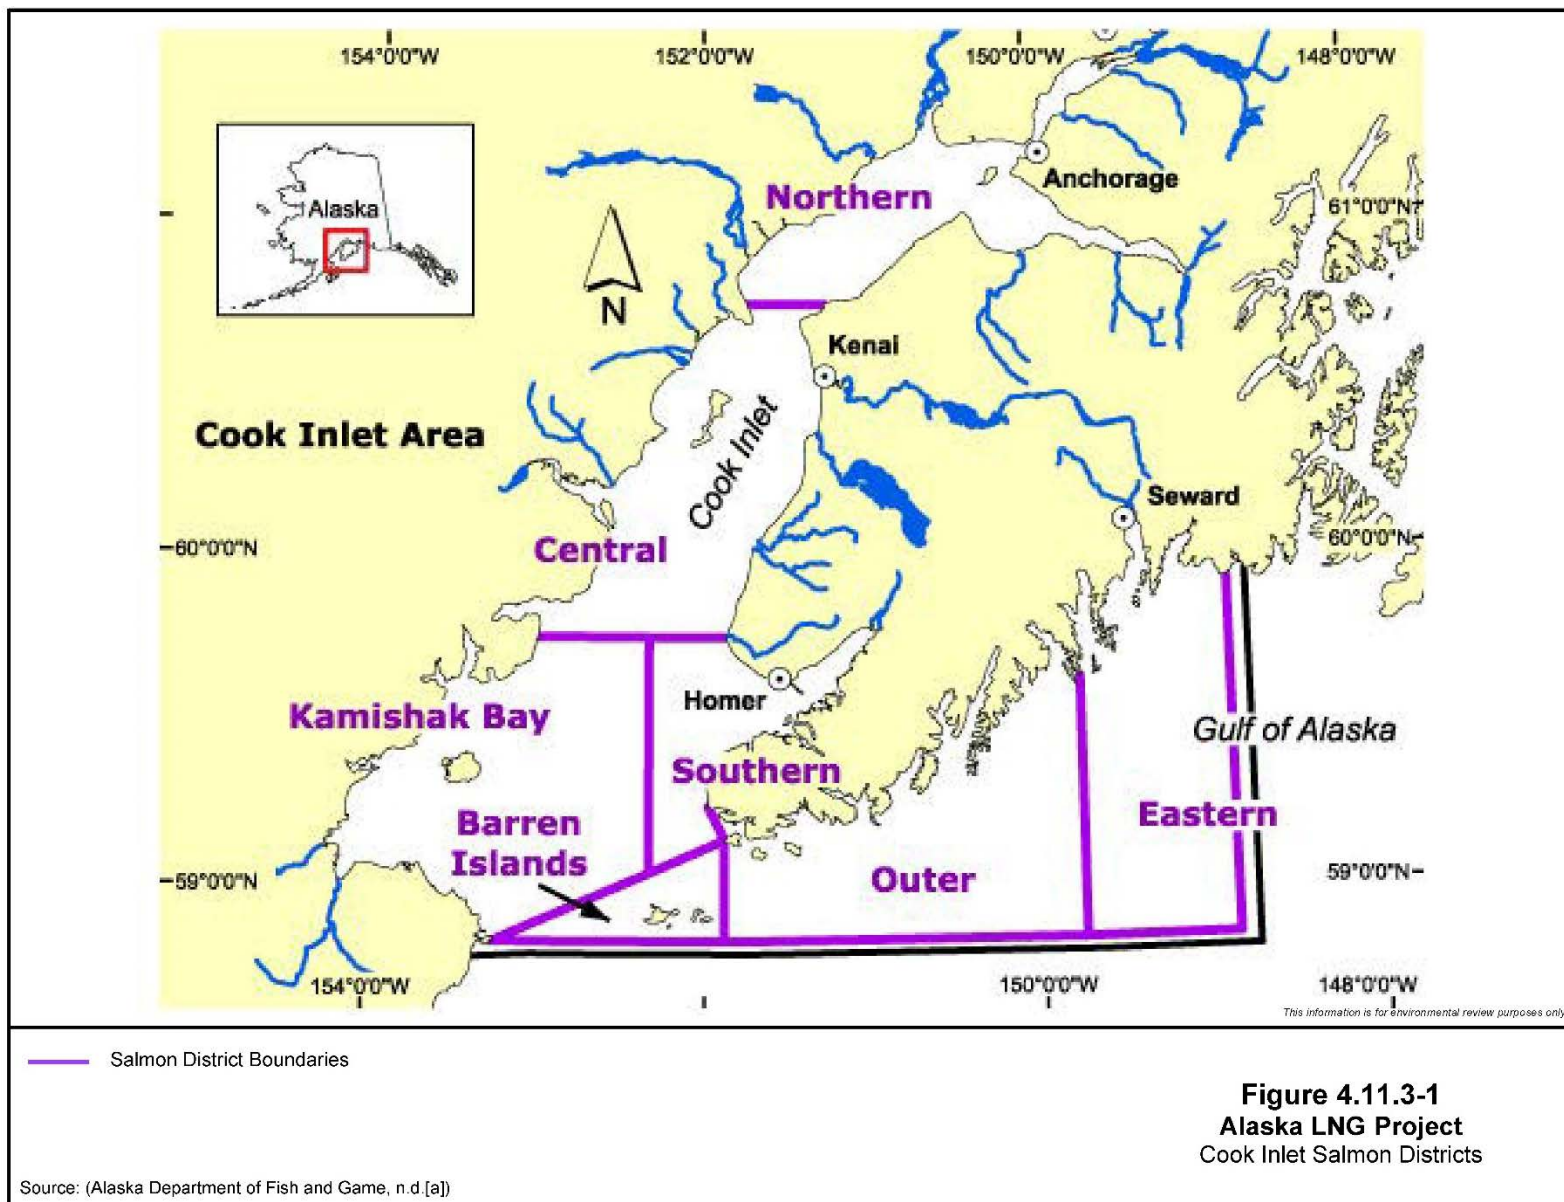 154°0'0"W
152°0'0"W
150°0'0"W
148°0'0"W
Anchorage
Northern
61°0'0"N
Alaska
N
Kenai
Cook Inlet Area
Cook Inlet
Seward
60°0'0"N
Central
60°0'0"N
Homer
Kamishak Bay
Gulf of Alaska
Southern
Eastern
Barren
Islands
Outer
59°0'0"N
59°0'0"N
154°0'0"W
150°0'0"W
148°0'0"W
This information is for environmental review purposes only
Salmon District Boundaries
Figure 4.11.3-1
Alaska LNG Project
Cook Inlet Salmon Districts
Source: (Alaska Department of Fish and Game, n.d.[a])